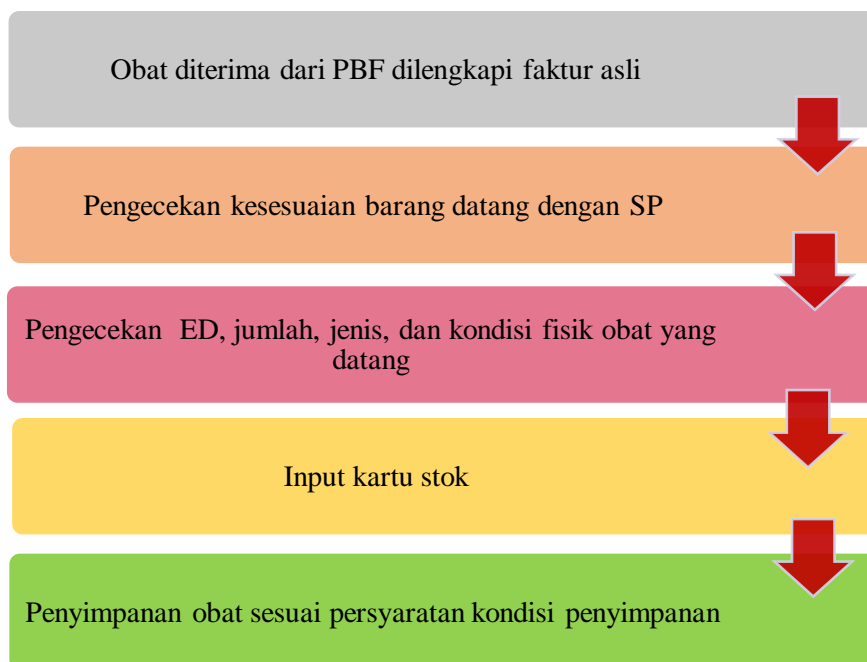 Obat diterima dari PBF dilengkapi faktur asli
Pengecekan kesesuaian barang datang dengan SP
Pengecekan ED, jumlah, jenis, dan kondisi fisik obat yang
datang
Input kartu stok
Penyimpanan obat sesuai persyaratan kondisi penyimpanan